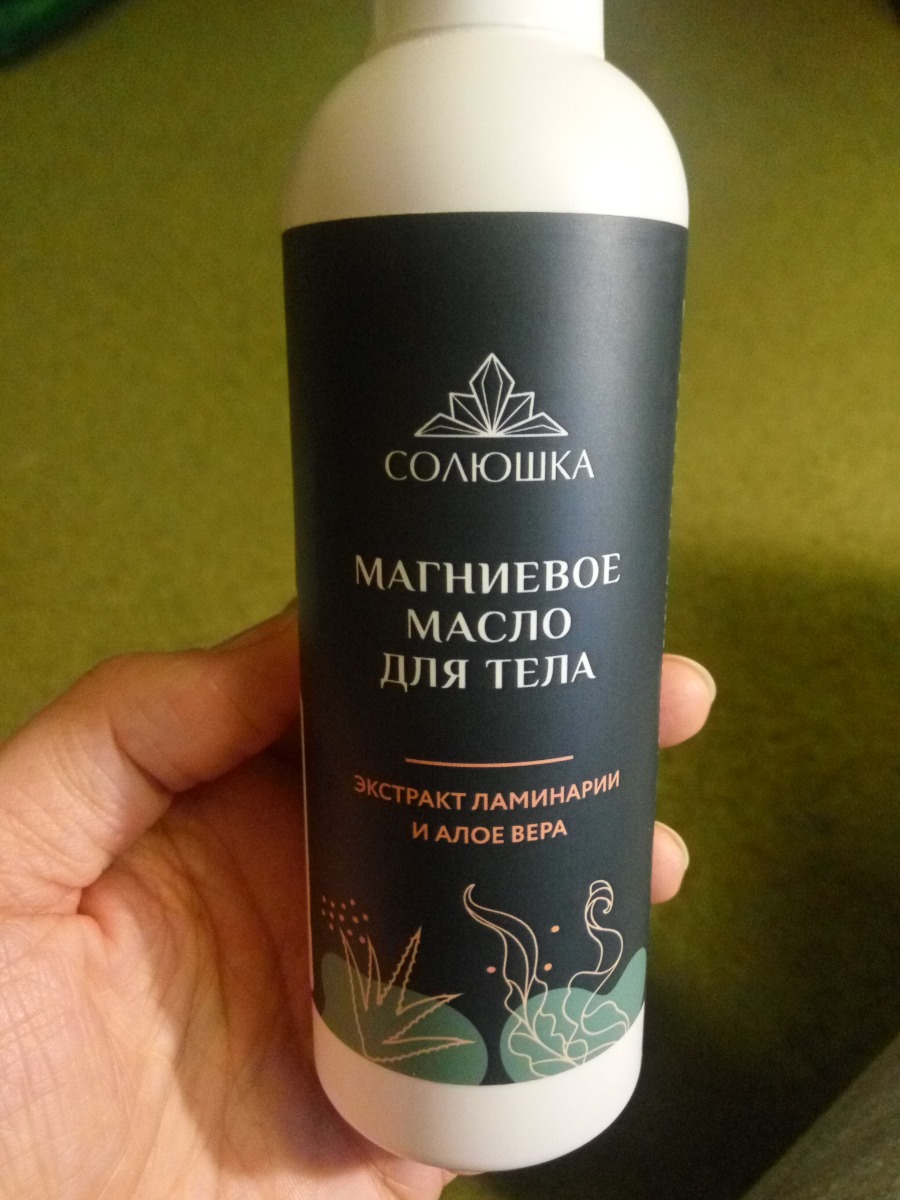 СОЛЮШКА
МАГНИЕВОЕ
МАСЛО
ДЛЯ ТЕЛА
ЭКСТРАКТ ЛАМИНАРИИ
И АЛОЕ ВЕРА